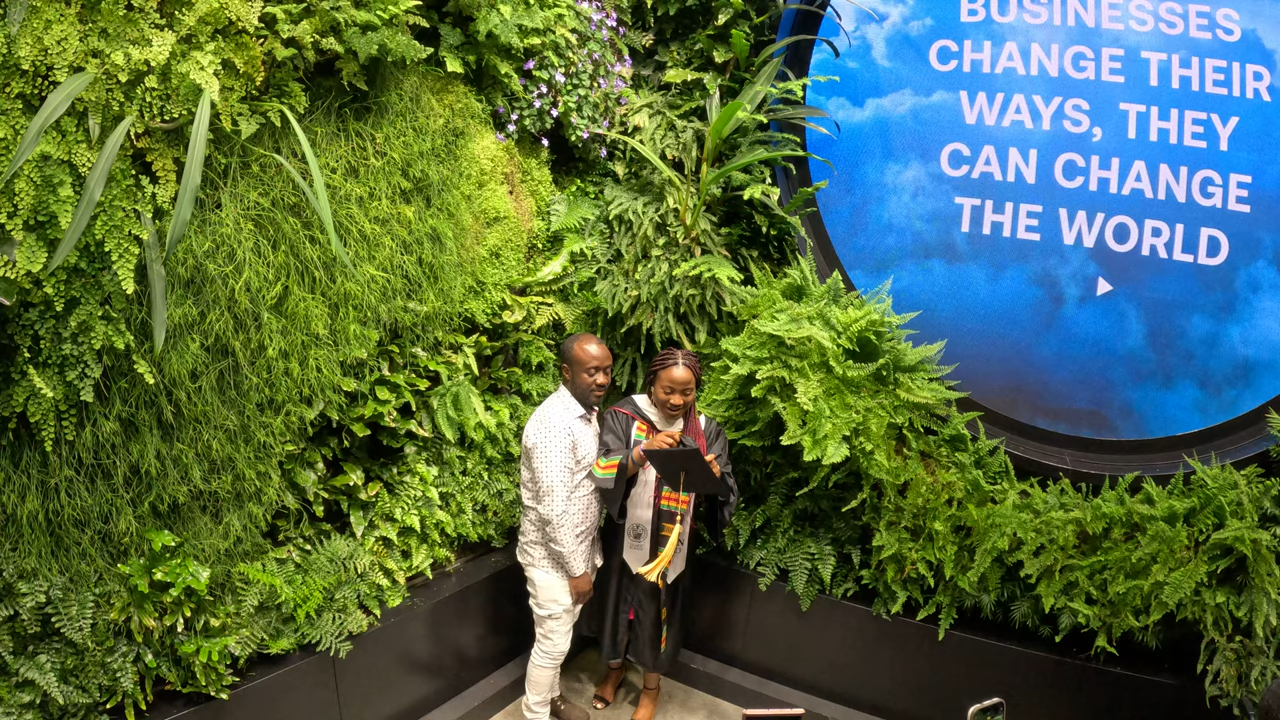 BUSINESSES
CHANGE THEIR
WAYS, THEY
CAN CHANGE
THE WORLD